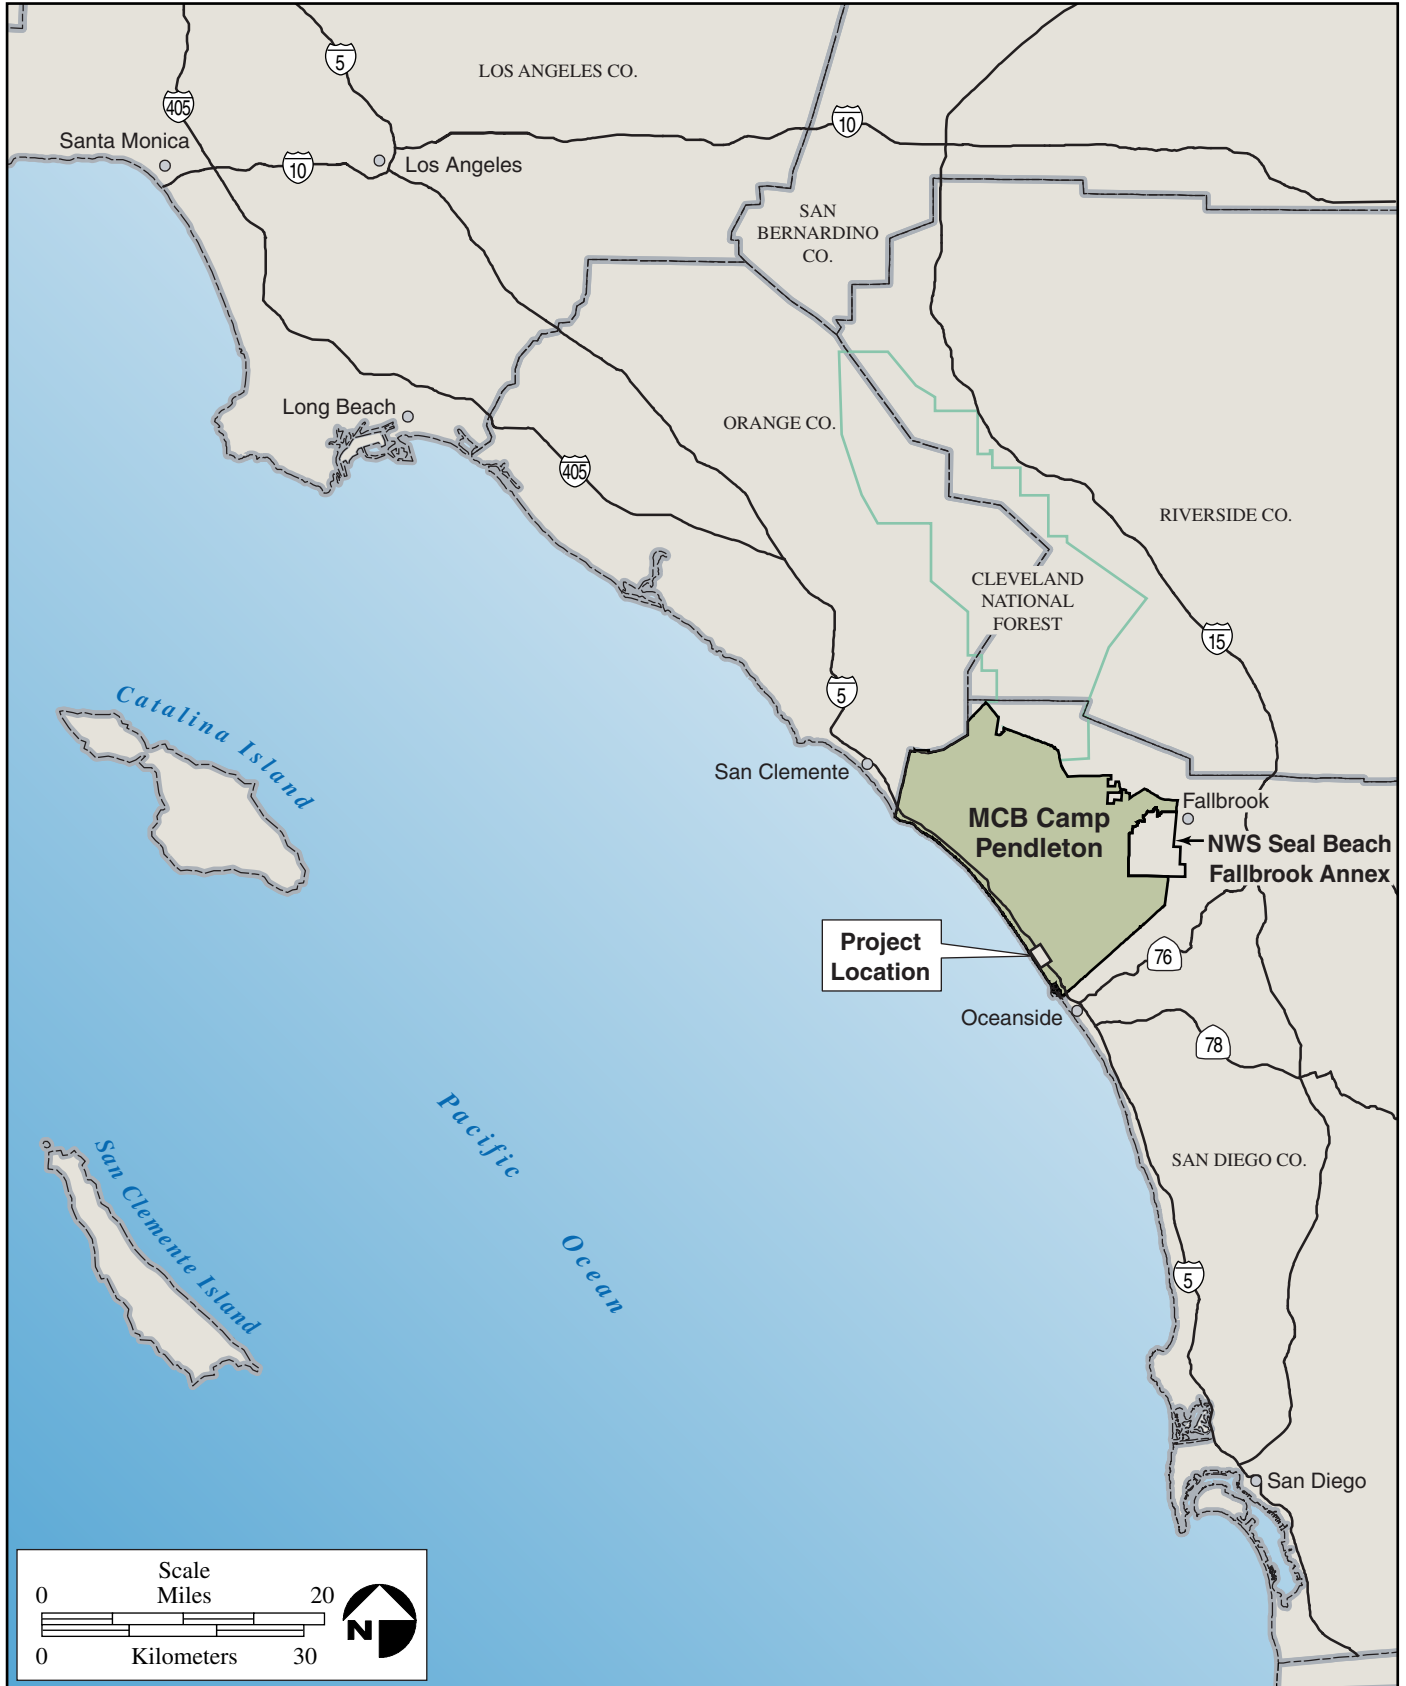 5
LOS ANGELES CO.
405
10
Santa Monica
10
Los Angeles
SAN
BERNARDINO
CO.
Long Beach
ORANGE CO.
405
RIVERSIDE CO.
CLEVELAND
NATIONAL
FOREST
15
5
Catalina Island
San Clemente
Fallbrook
MCB Camp
Pendleton
NWS Seal Beach
Fallbrook Annex
Project
Location
76
Oceanside
78
Pacific
Ocean
San Clemente Island
SAN DIEGO CO.
5
San Diego
Scale
0 Miles 20
0 Kilometers 30
N